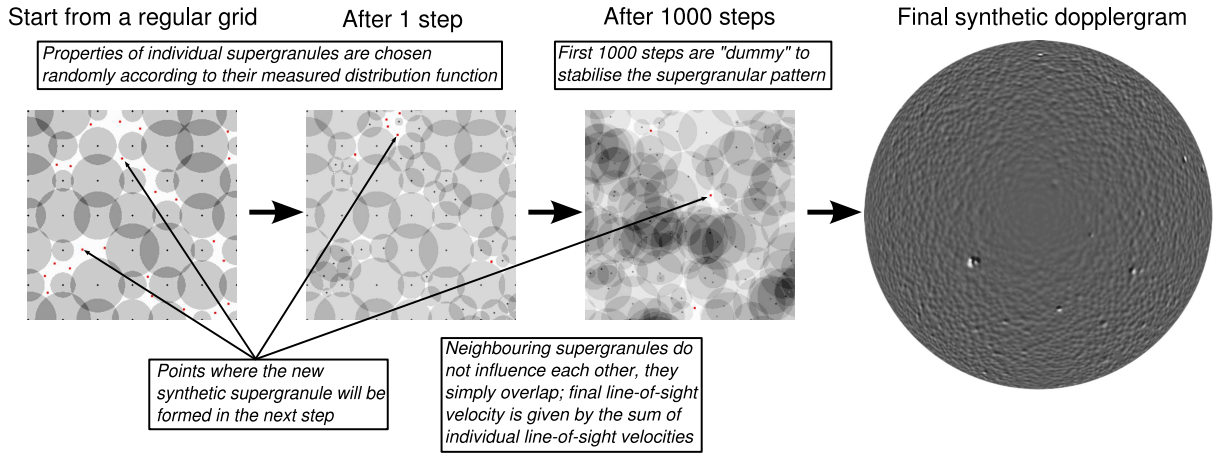 Start from a regular grid
After 1 step
After 1000 steps
Final synthetic dopplergram
Properties of individual supergranules are chosen
randomly according to their measured distribution function
First 1000 steps are "dummy" to
stabilise the supergranular pattern
Points where the new
synthetic supergranule will be
formed in the next step
Neighbouring supergranules do
not influence each other, they
simply overlap; final line-of-sight
velocity is given by the sum of
individual line-of-sight velocities